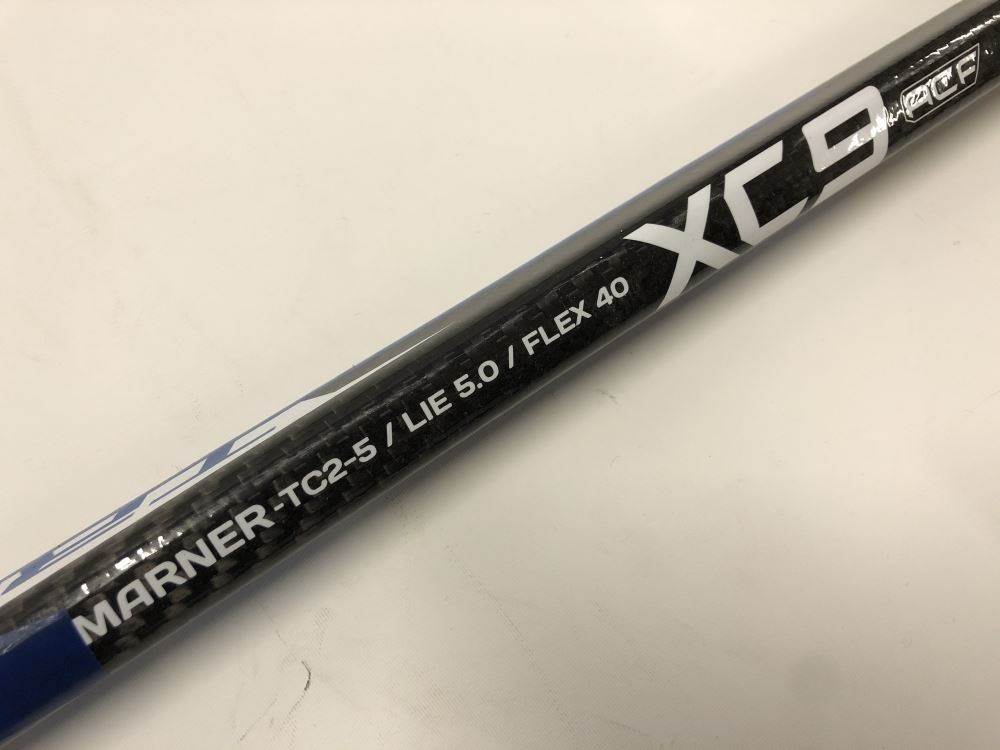 MARNER-TC2-5 / LIE 5.0 / FLEX 40
XC9 ACF